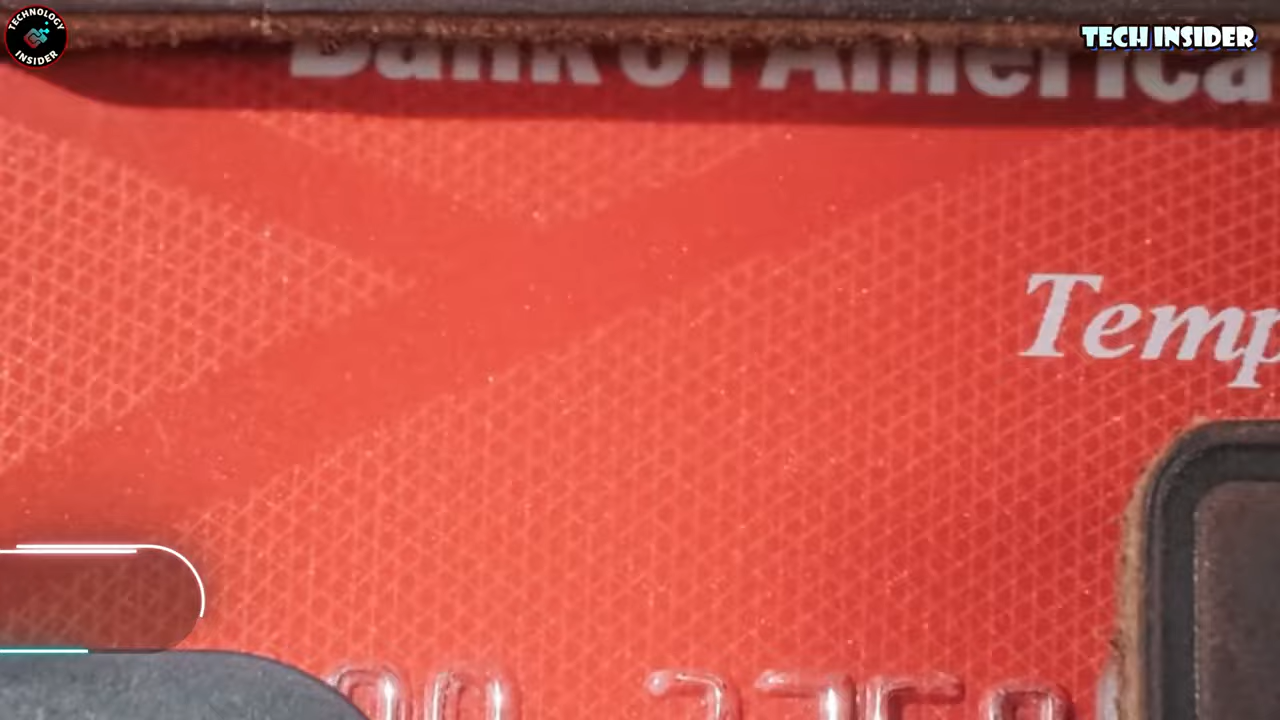 TECHNOLOGY
INSIDER
TECH INSIDER
Bank of America
Temp